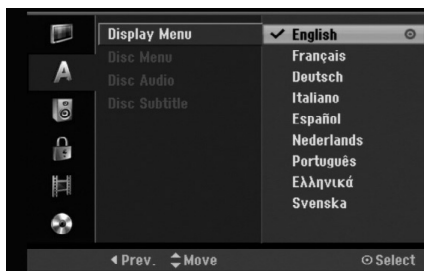 Display Menu
Disc Menu
Disc Audio
Disc Subtitle
✔ English
Français
Deutsch
Italiano
Español
Nederlands
Português
Ελληνικά
Svenska
A
Prev. Move Select